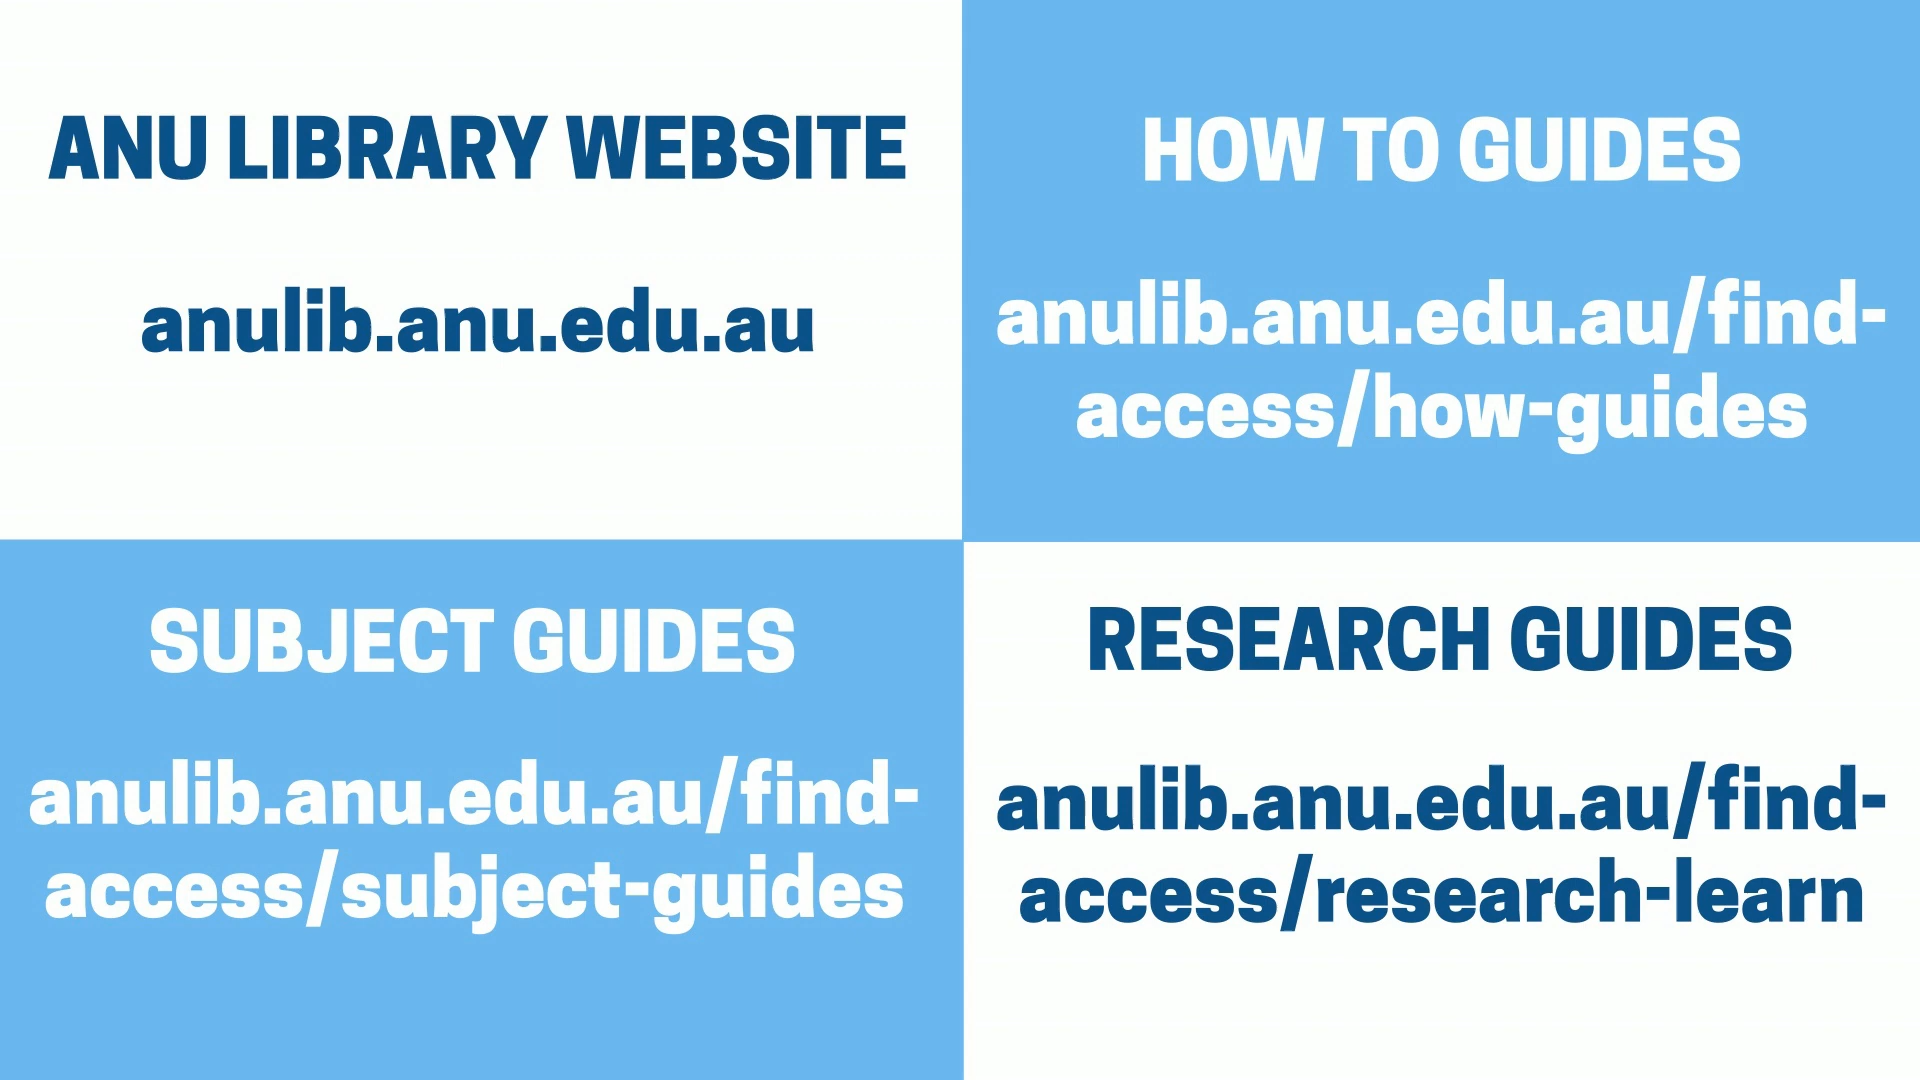 ANU LIBRARY WEBSITE
anulib.anu.edu.au
HOW TO GUIDES
anulib.anu.edu.au/find-
access/how-guides
SUBJECT GUIDES
anulib.anu.edu.au/find-
access/subject-guides
RESEARCH GUIDES
anulib.anu.edu.au/find-
access/research-learn